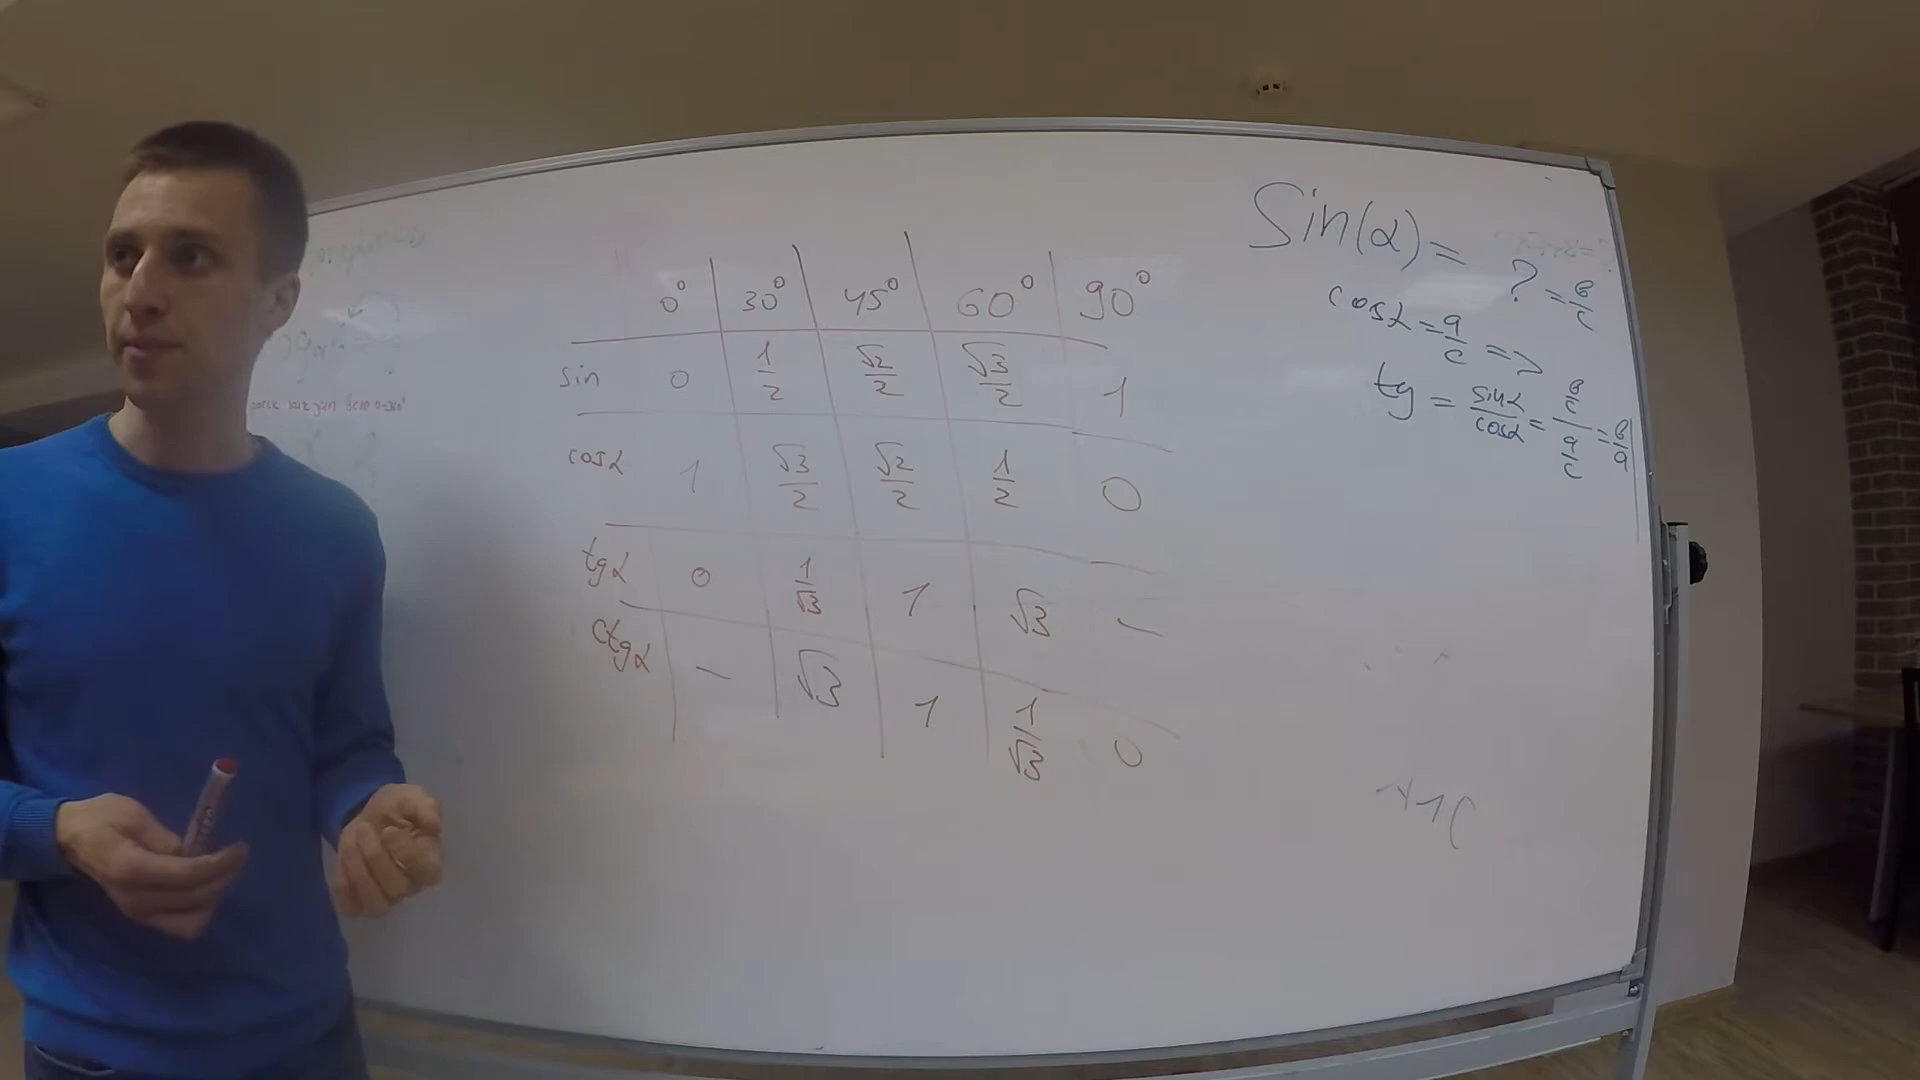 0° 30° 45° 60° 90°
sin 0 1/2 √2/2 √3/2 1
cosα 1 √3/2 √2/2 1/2 0
tgα 0 1/√3 1 √3 —
ctgα — √3 1 1/√3 0
Sin(α) = ? = в/c
cosα = a/c =>
tg = sinα/cosα = в/c / a/c = в/a